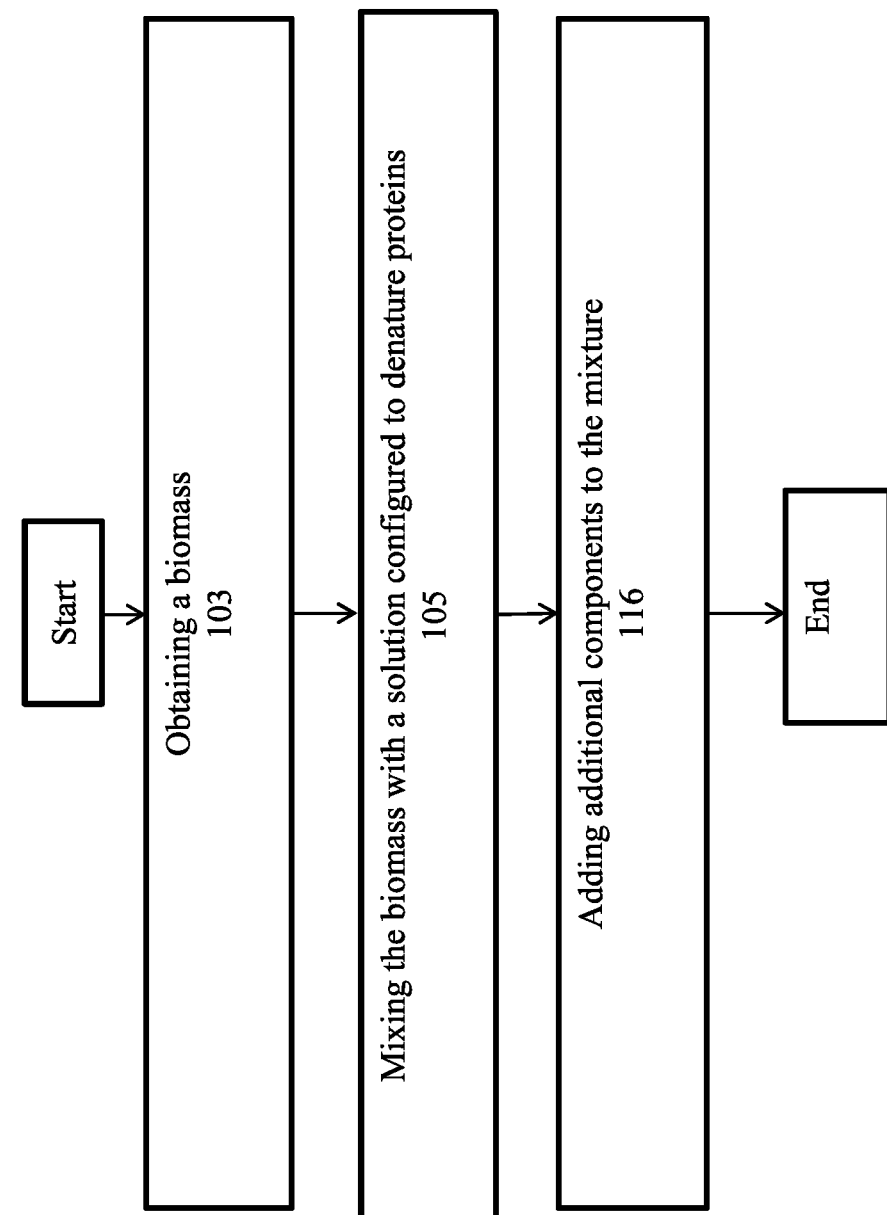 Start
Obtaining a biomass
103
Mixing the biomass with a solution configured to denature proteins
105
Adding additional components to the mixture
116
End